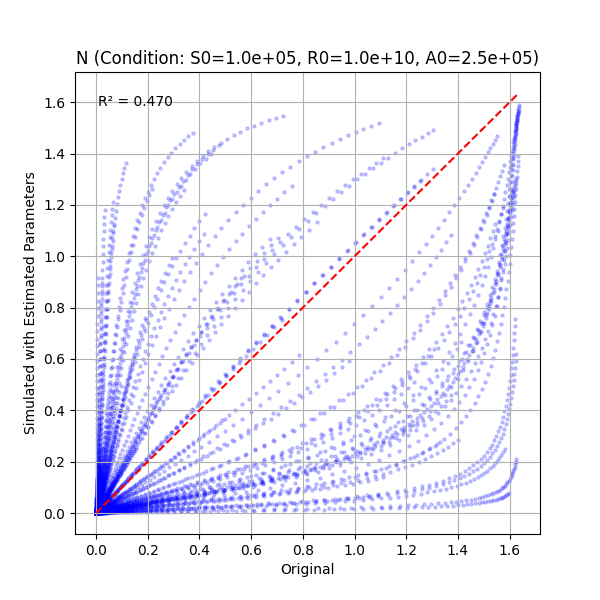 N (Condition: S0=1.0e+05, R0=1.0e+10, A0=2.5e+05)
R² = 0.470
Simulated with Estimated Parameters
1.6
1.4
1.2
1.0
0.8
0.6
0.4
0.2
0.0
0.0 0.2 0.4 0.6 0.8 1.0 1.2 1.4 1.6
Original